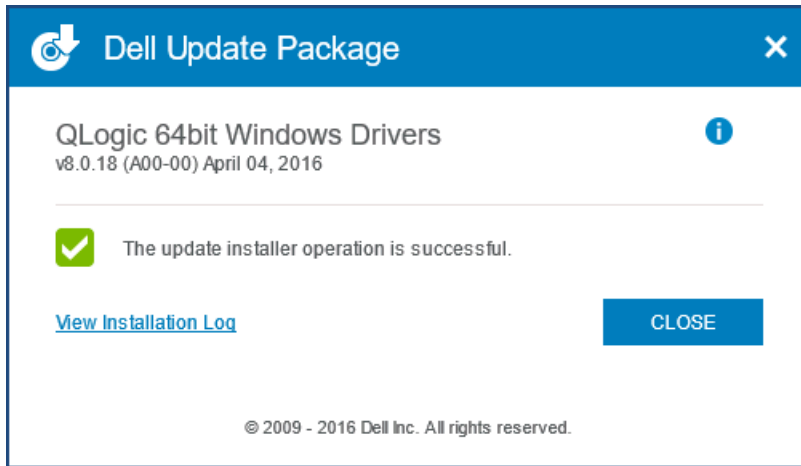 Dell Update Package
QLogic 64bit Windows Drivers
v8.0.18 (A00-00) April 04, 2016
The update installer operation is successful.
View Installation Log
CLOSE
© 2009 - 2016 Dell Inc. All rights reserved.